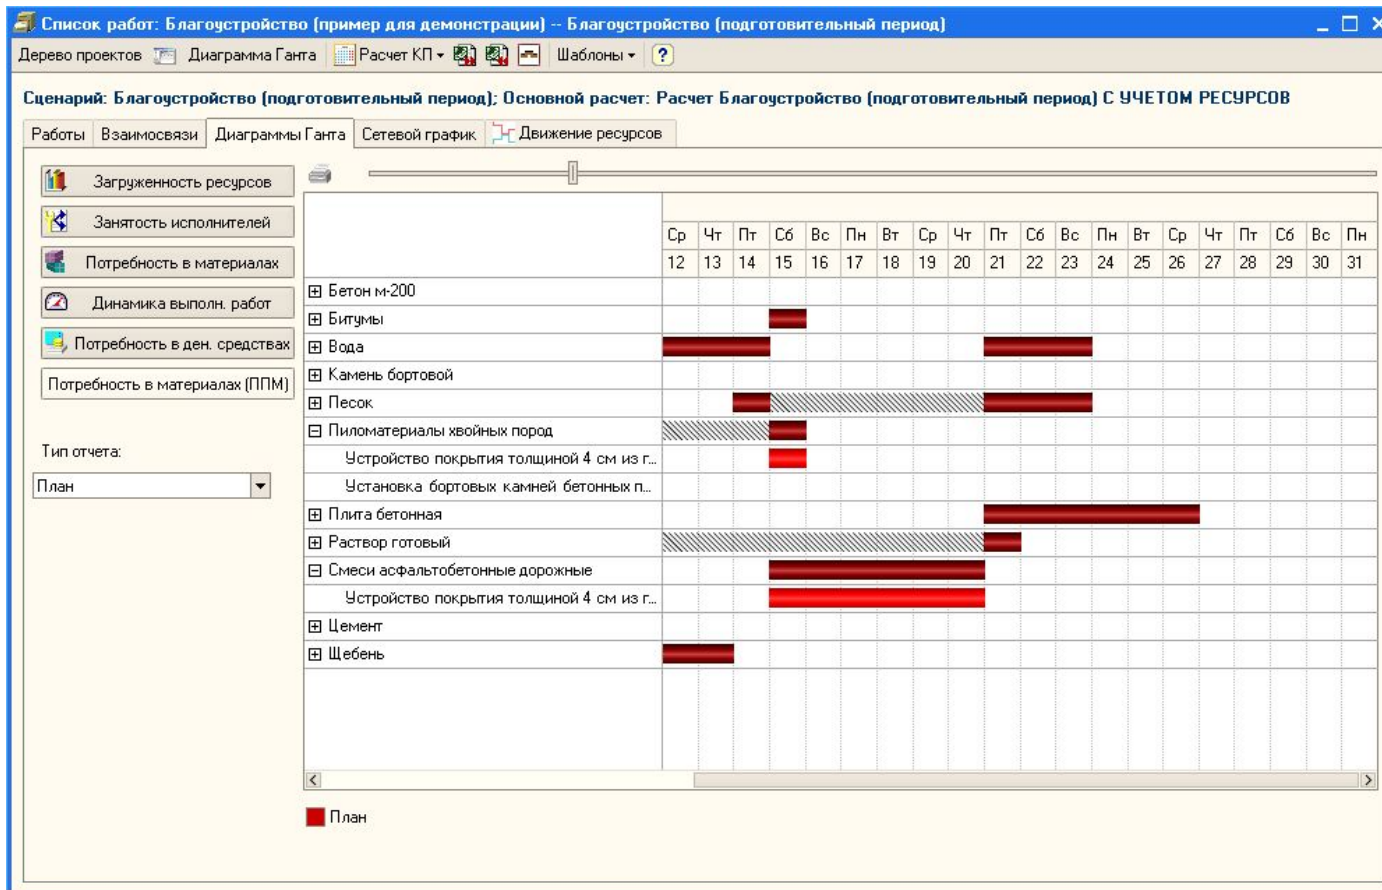 Список работ: Благоустройство (пример для демонстрации) -- Благоустройство (подготовительный период)
Дерево проектов Диаграмма Ганта Расчет КП Шаблоны ?
Сценарий: Благоустройство (подготовительный период); Основной расчет: Расчет Благоустройство (подготовительный период) С УЧЕТОМ РЕСУРСОВ
Работы Взаимосвязи Диаграммы Ганта Сетевой график Движение ресурсов
Загруженность ресурсов
Занятость исполнителей
Потребность в материалах
Динамика выполн. работ
Потребность в ден. средствах
Потребность в материалах (ППМ)
Тип отчета:
План
Ср Чт Пт Сб Вс Пн Вт Ср Чт Пт Сб Вс Пн Вт Ср Чт Пт Сб Вс Пн
12 13 14 15 16 17 18 19 20 21 22 23 24 25 26 27 28 29 30 31
Бетон м-200
Битумы
Вода
Камень бортовой
Песок
Пиломатериалы хвойных пород
Устройство покрытия толщиной 4 см из г...
Установка бортовых камней бетонных п...
Плита бетонная
Раствор готовый
Смеси асфальтобетонные дорожные
Устройство покрытия толщиной 4 см из г...
Цемент
Щебень
План